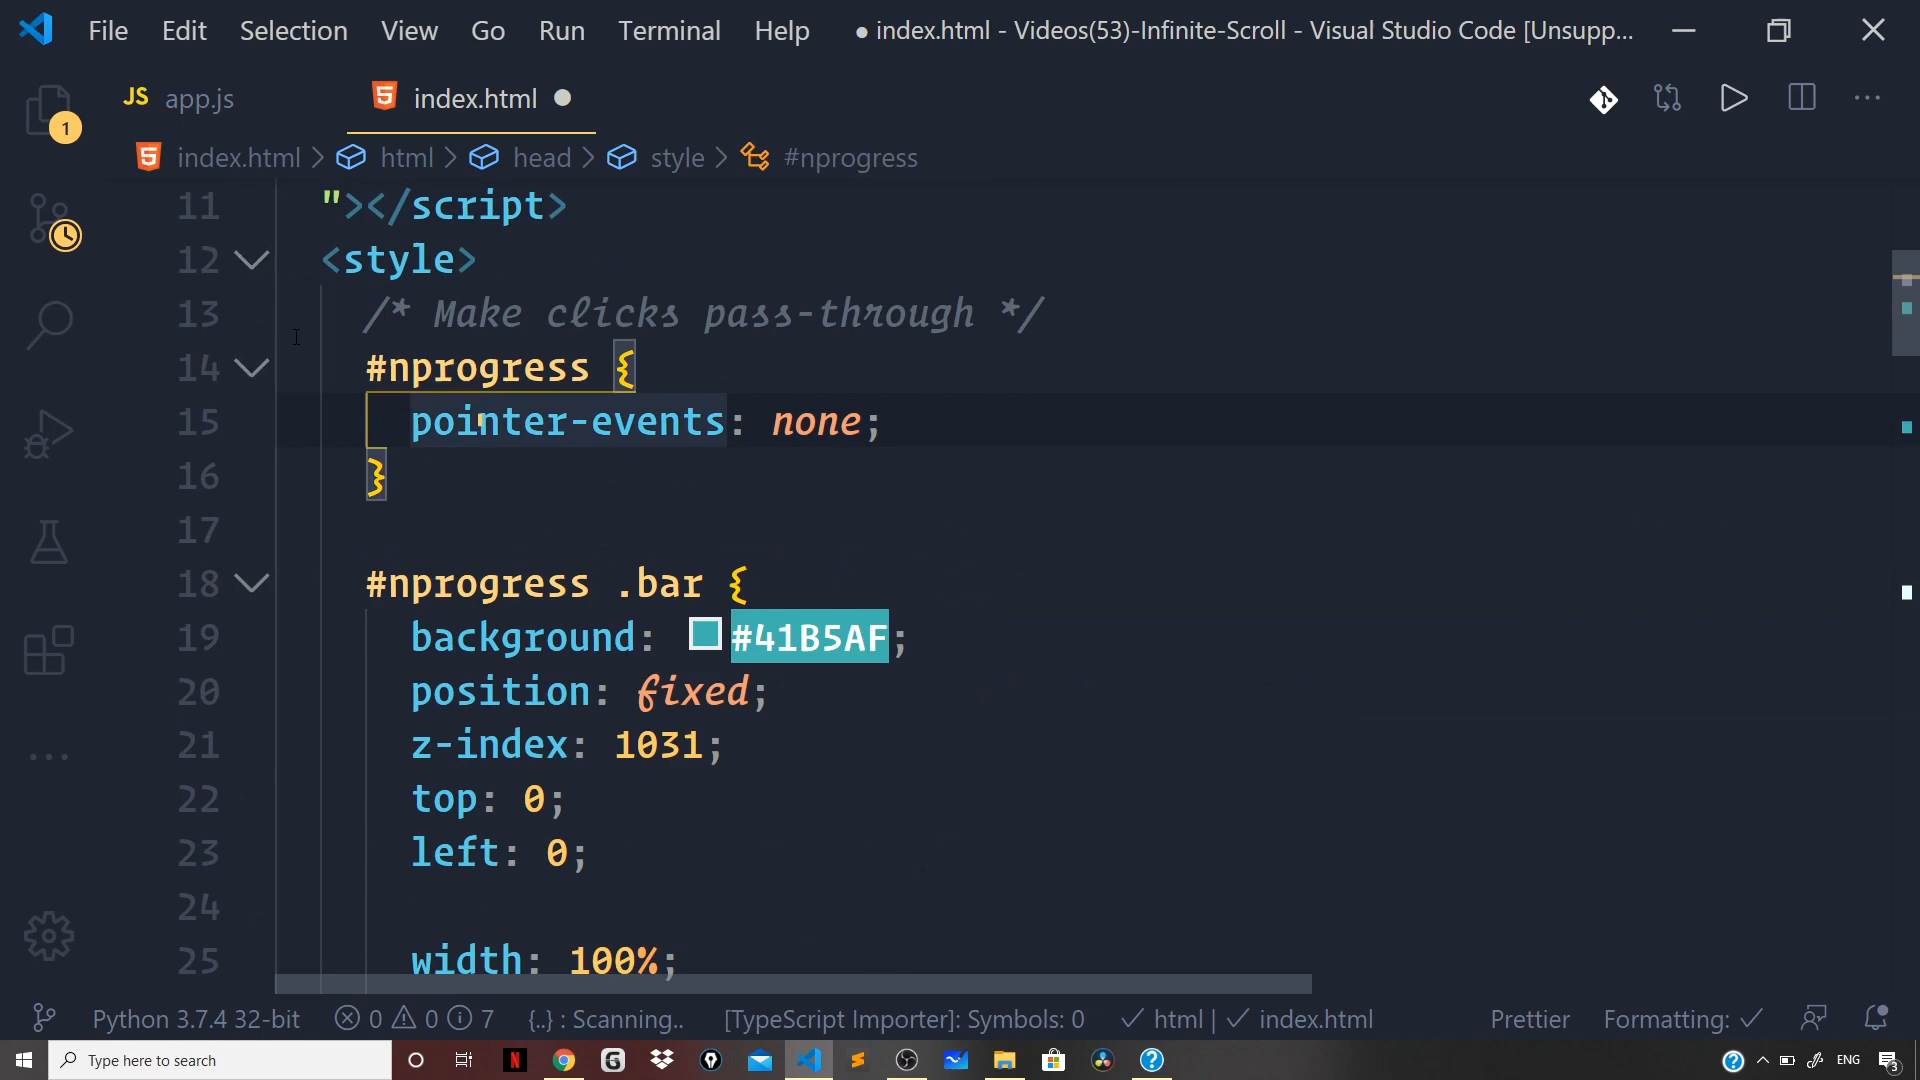 File Edit Selection View Go Run Terminal Help ● index.html - Videos(53)-Infinite-Scroll - Visual Studio Code [Unsupp...
JS app.js index.html ●
index.html > html > head > style > #nprogress
1
11 "></script>
12 <style>
13 /* Make clicks pass-through */
14 #nprogress {
15 pointer-events: none;
16 }
17
18 #nprogress .bar {
19 background: #41B5AF;
20 position: fixed;
21 z-index: 1031;
22 top: 0;
23 left: 0;
24
25 width: 100%;
Python 3.7.4 32-bit 0 0 7 {..} : Scanning.. [TypeScript Importer]: Symbols: 0 ✓ html | ✓ index.html Prettier Formatting: ✓
Type here to search ENG 3